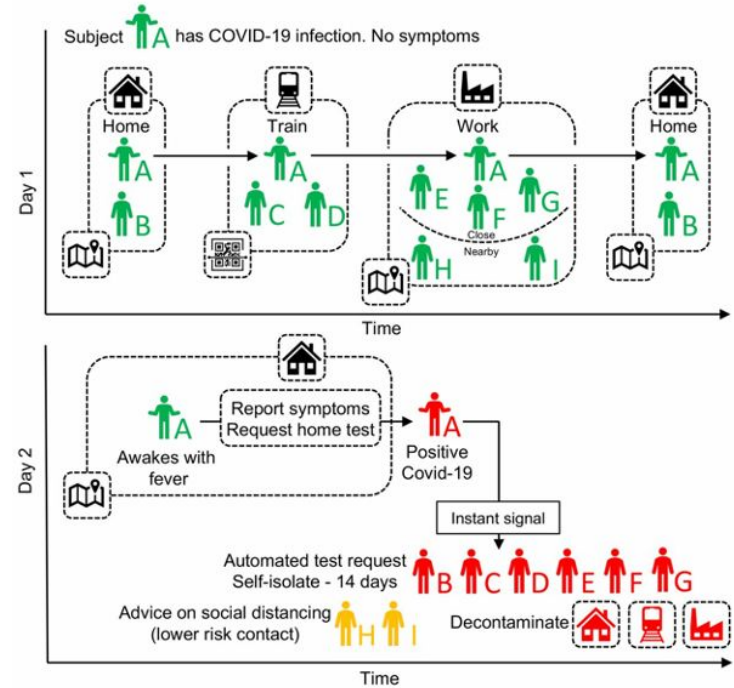 Subject A has COVID-19 infection. No symptoms
Home
Train
Work
Home
A
A
A
A
B
C
D
E
F
G
B
Close
Nearby
H
I
Day 1
Time
Report symptoms
Request home test
A
A
Awakes with
fever
Positive
Covid-19
Day 2
Instant signal
Automated test request
Self-isolate - 14 days
B
C
D
E
F
G
Advice on social distancing
(lower risk contact)
H
I
Decontaminate
Time